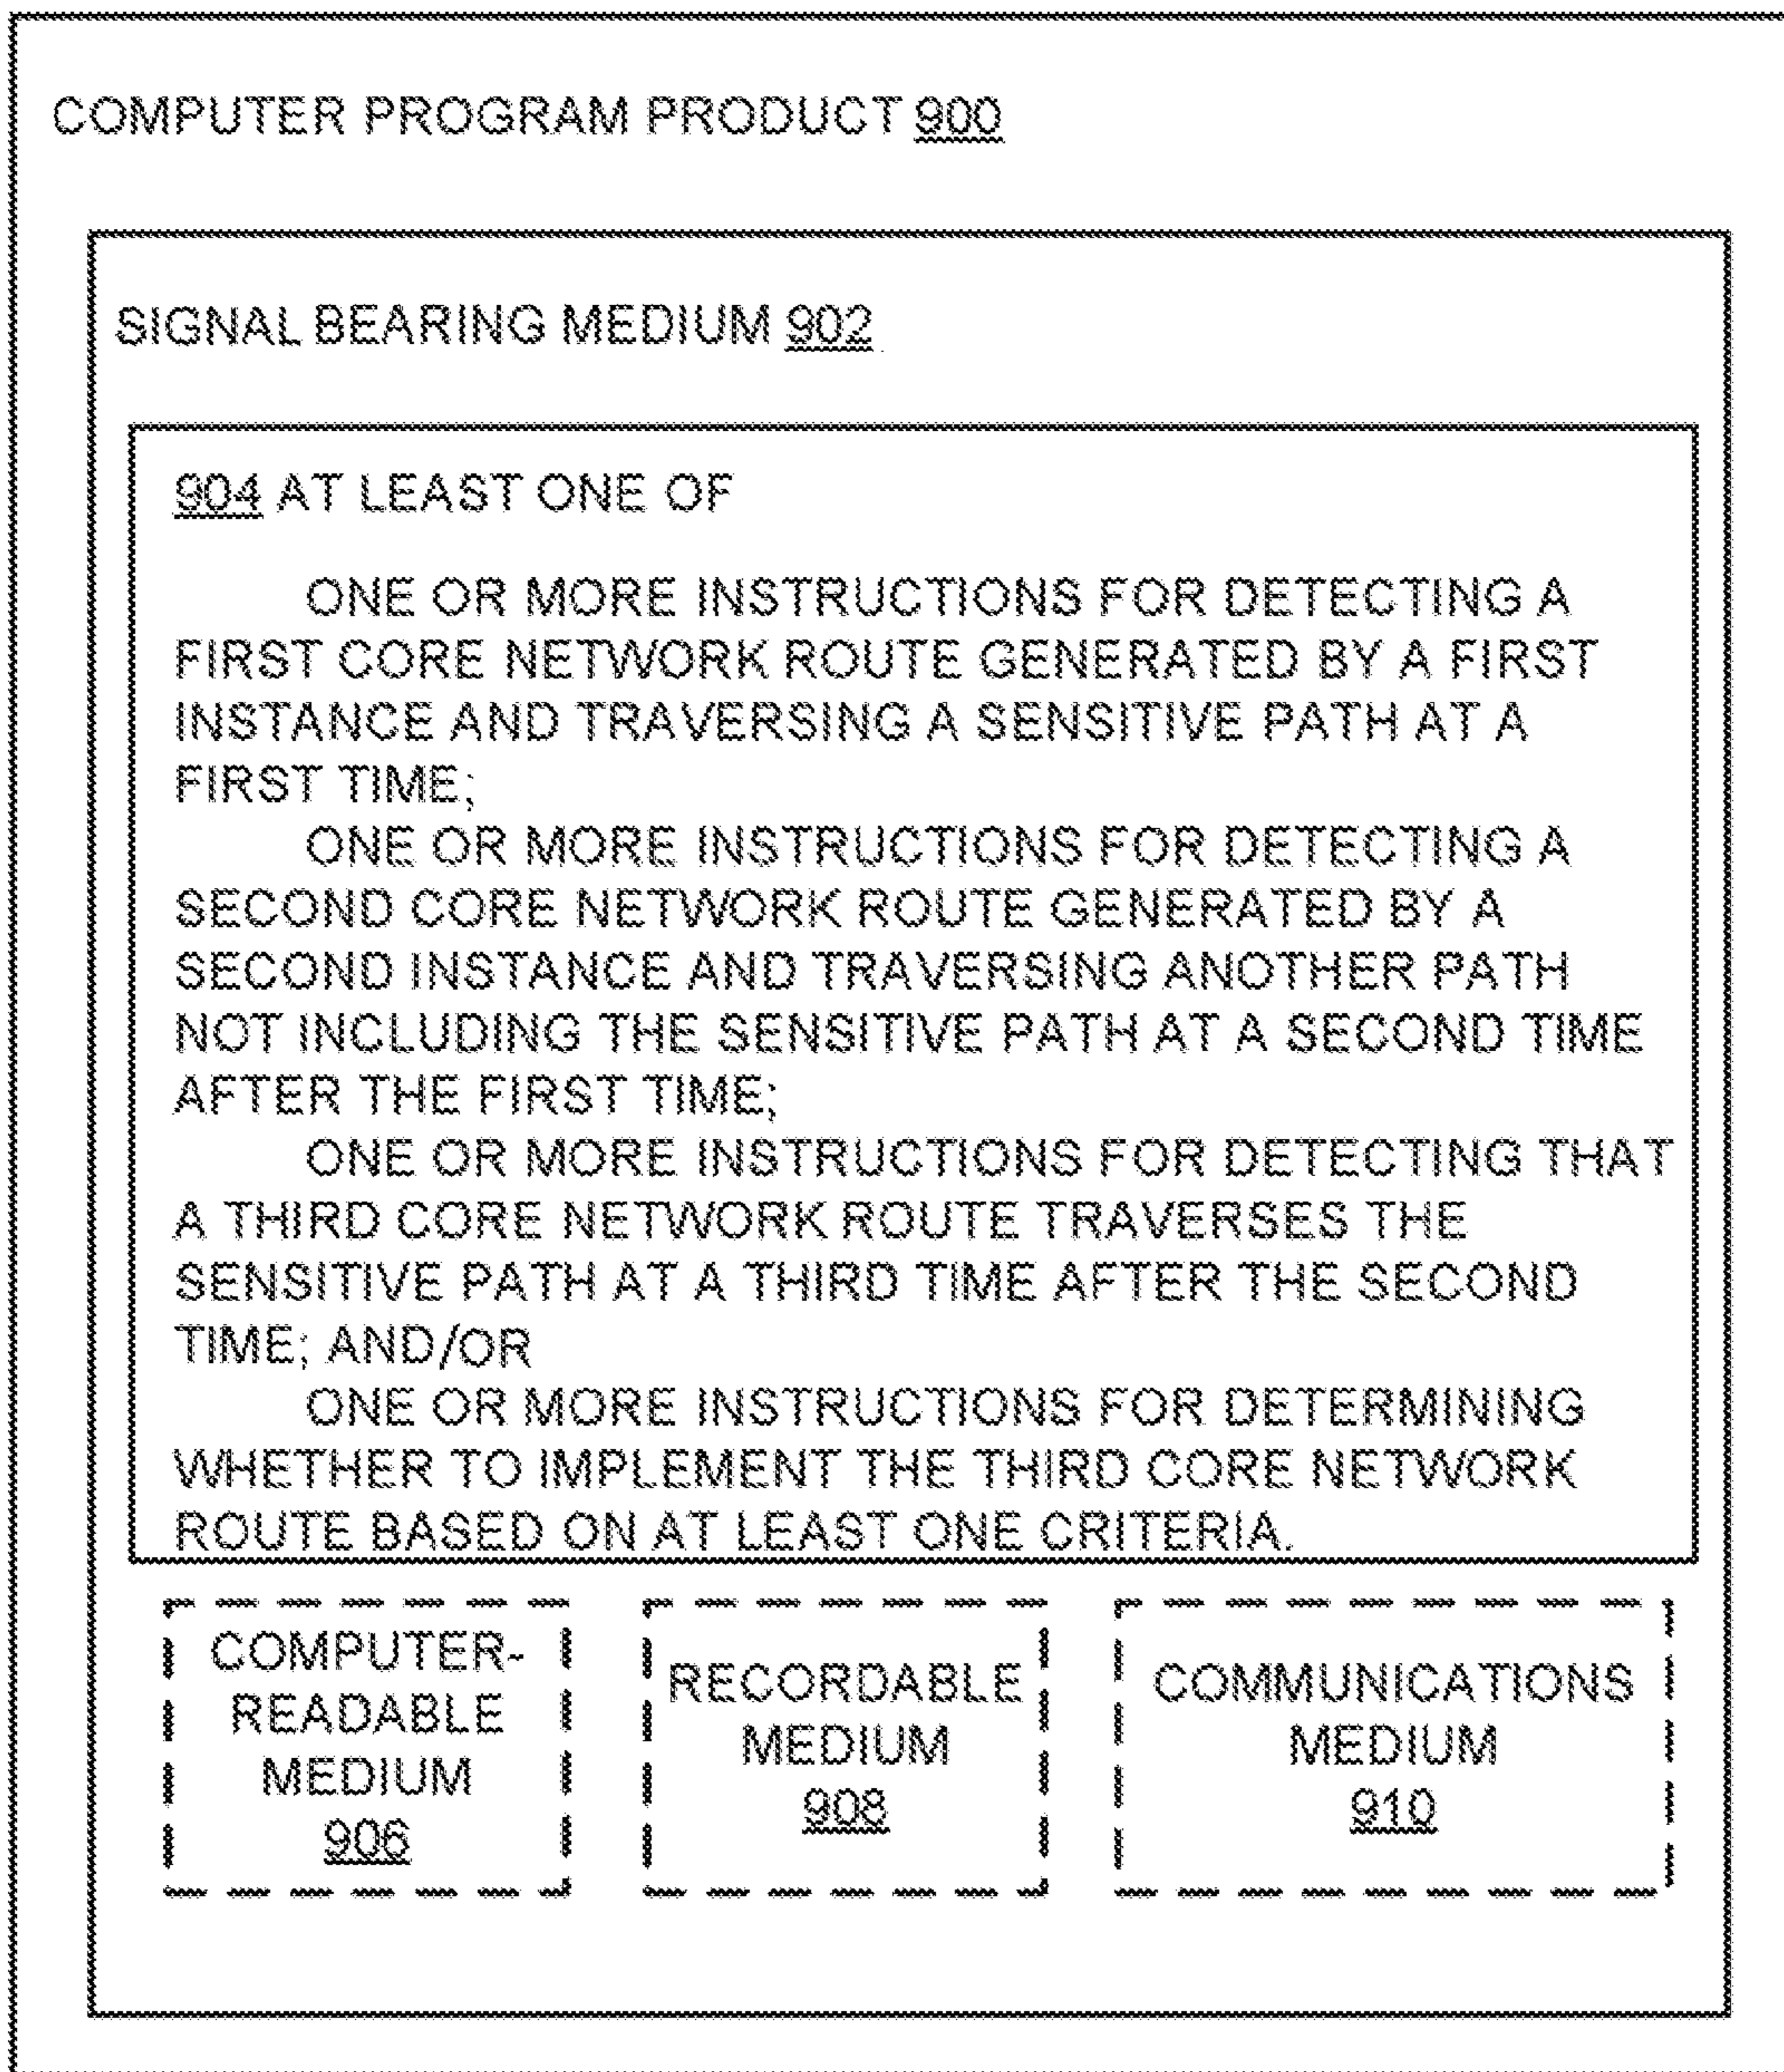 COMPUTER PROGRAM PRODUCT 900
SIGNAL BEARING MEDIUM 902
904 AT LEAST ONE OF
ONE OR MORE INSTRUCTIONS FOR DETECTING A
FIRST CORE NETWORK ROUTE GENERATED BY A FIRST
INSTANCE AND TRAVERSING A SENSITIVE PATH AT A
FIRST TIME;
ONE OR MORE INSTRUCTIONS FOR DETECTING A
SECOND CORE NETWORK ROUTE GENERATED BY A
SECOND INSTANCE AND TRAVERSING ANOTHER PATH
NOT INCLUDING THE SENSITIVE PATH AT A SECOND TIME
AFTER THE FIRST TIME;
ONE OR MORE INSTRUCTIONS FOR DETECTING THAT
A THIRD CORE NETWORK ROUTE TRAVERSES THE
SENSITIVE PATH AT A THIRD TIME AFTER THE SECOND
TIME; AND/OR
ONE OR MORE INSTRUCTIONS FOR DETERMINING
WHETHER TO IMPLEMENT THE THIRD CORE NETWORK
ROUTE BASED ON AT LEAST ONE CRITERIA.
COMPUTER-
READABLE
MEDIUM
906
RECORDABLE
MEDIUM
908
COMMUNICATIONS
MEDIUM
910